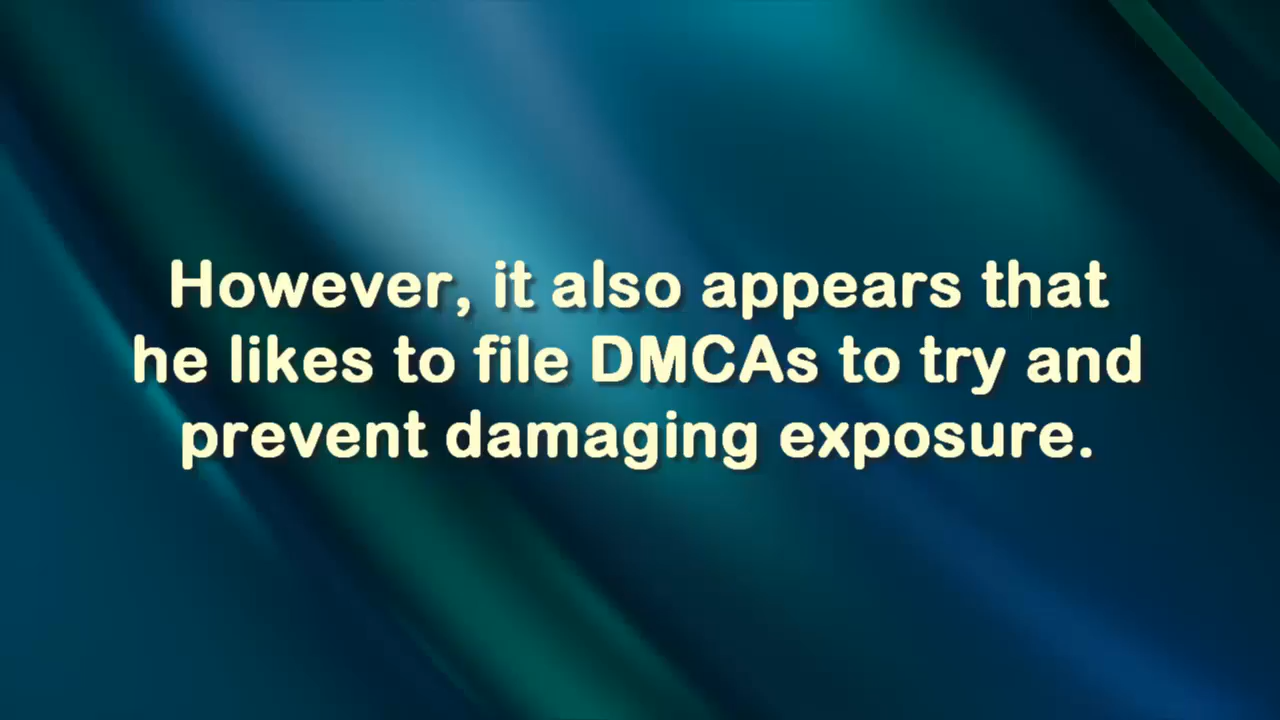 However, it also appears that
he likes to file DMCAs to try and
prevent damaging exposure.